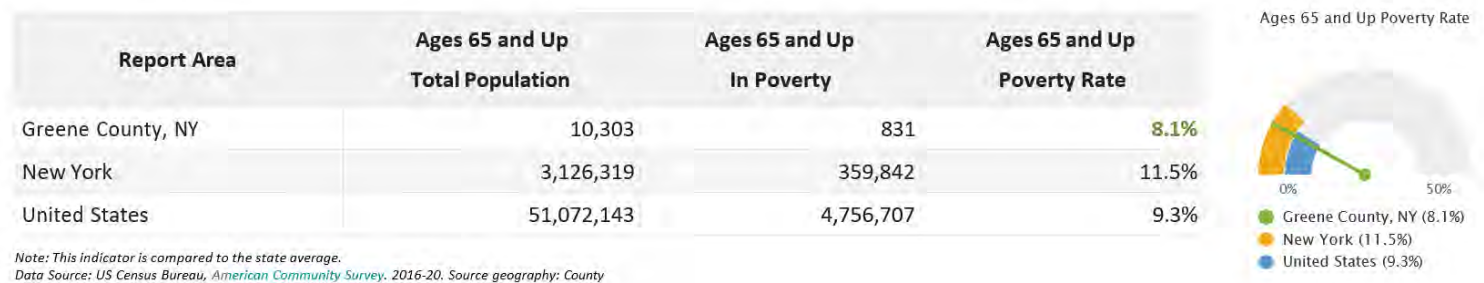 Report Area Ages 65 and Up Total Population Ages 65 and Up In Poverty Ages 65 and Up Poverty Rate
Greene County, NY 10,303 831 8.1%
New York 3,126,319 359,842 11.5%
United States 51,072,143 4,756,707 9.3%
Note: This indicator is compared to the state average.
Data Source: US Census Bureau, American Community Survey. 2016-20. Source geography: County
Ages 65 and Up Poverty Rate
0% 50%
Greene County, NY (8.1%)
New York (11.5%)
United States (9.3%)